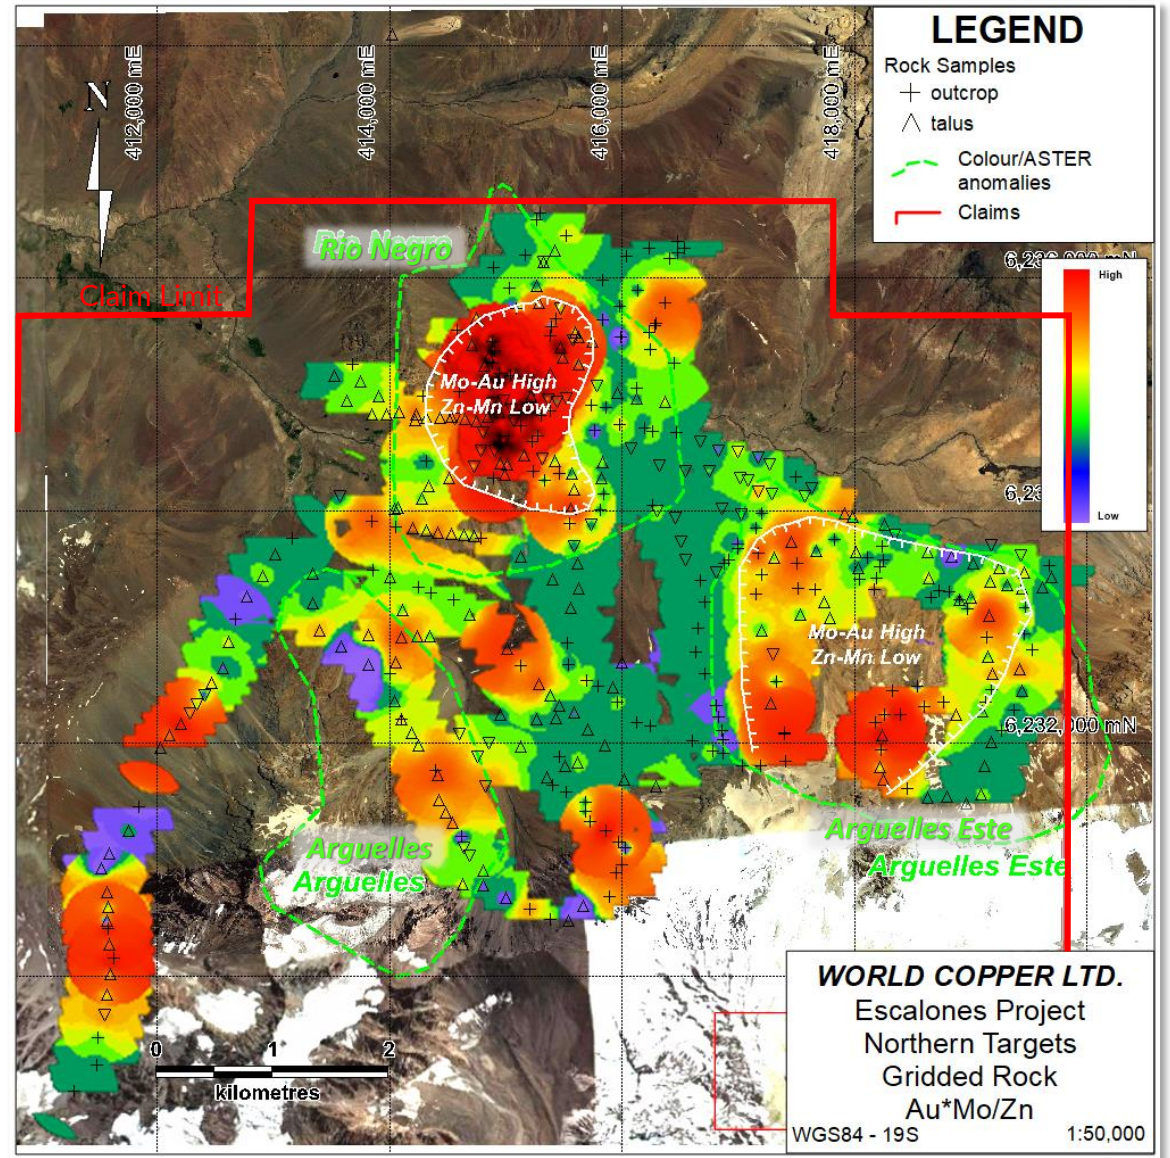 LEGEND
Rock Samples
outcrop
talus
Colour/ASTER
anomalies
Claims
N
412,000 mE
414,000 mE
416,000 mE
418,000 mE
Rio Negro
Claim Limit
High
Low
Mo-Au High
Zn-Mn Low
Mo-Au High
Zn-Mn Low
6,232,000 mN
Arguelles
Arguelles
Arguelles Este
Arguelles Este
0 1 2
kilometres
WORLD COPPER LTD.
Escalones Project
Northern Targets
Gridded Rock
Au*Mo/Zn
WGS84 - 19S
1:50,000